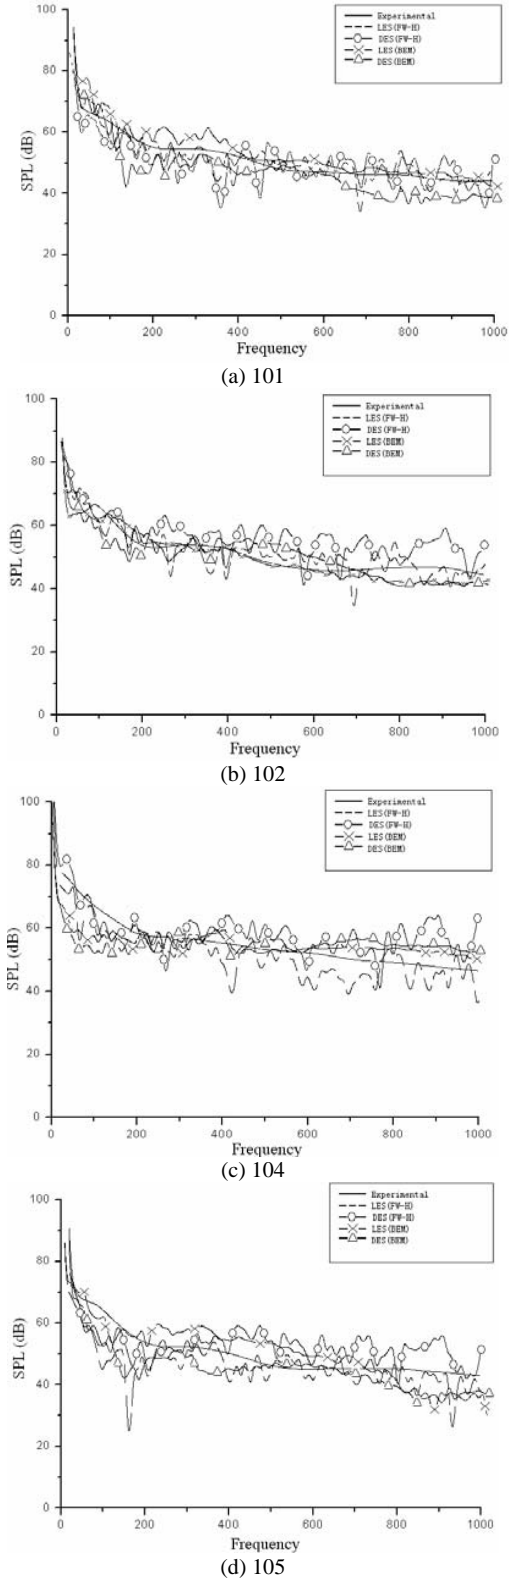 Experimental
LES(FW-H)
DES(FW-H)
LES(BEM)
DES(BEM)
100
80
60
40
20
0
SPL (dB)
0 200 400 600 800 1000
Frequency
(a) 101
Experimental
LES(FW-H)
DES(FW-H)
LES(BEM)
DES(BEM)
100
80
60
40
20
0
SPL (dB)
0 200 400 600 800 1000
Frequency
(b) 102
Experimental
LES(FW-H)
DES(FW-H)
LES(BEM)
DES(BEM)
100
80
60
40
20
0
SPL (dB)
0 200 400 600 800 1000
Frequency
(c) 104
Experimental
LES(FW-H)
DES(FW-H)
LES(BEM)
DES(BEM)
100
80
60
40
20
0
SPL (dB)
0 200 400 600 800 1000
Frequency
(d) 105